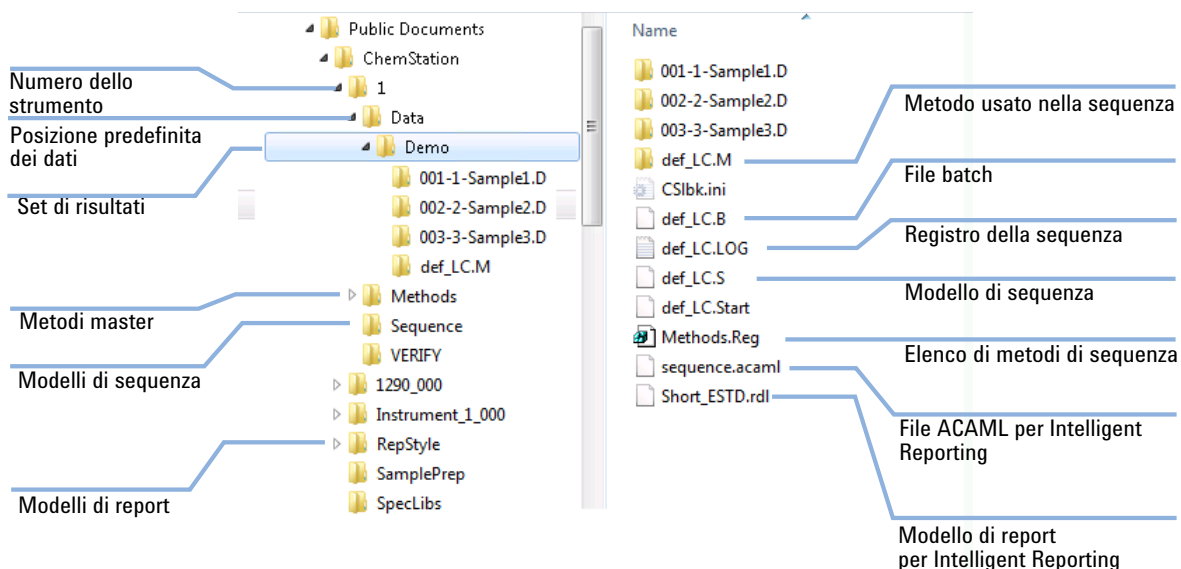 Numero dello
strumento
Posizione predefinita
dei dati
Set di risultati
Metodi master
Modelli di sequenza
Modelli di report
Public Documents
ChemStation
1
Data
Demo
001-1-Sample1.D
002-2-Sample2.D
003-3-Sample3.D
def_LC.M
Methods
Sequence
VERIFY
1290_000
Instrument_1_000
RepStyle
SamplePrep
SpecLibs
Name
001-1-Sample1.D
002-2-Sample2.D
003-3-Sample3.D
def_LC.M
CSlbk.ini
def_LC.B
def_LC.LOG
def_LC.S
def_LC.Start
Methods.Reg
sequence.acaml
Short_ESTD.rdl
Metodo usato nella sequenza
File batch
Registro della sequenza
Modello di sequenza
Elenco di metodi di sequenza
File ACAML per Intelligent
Reporting
Modello di report
per Intelligent Reporting